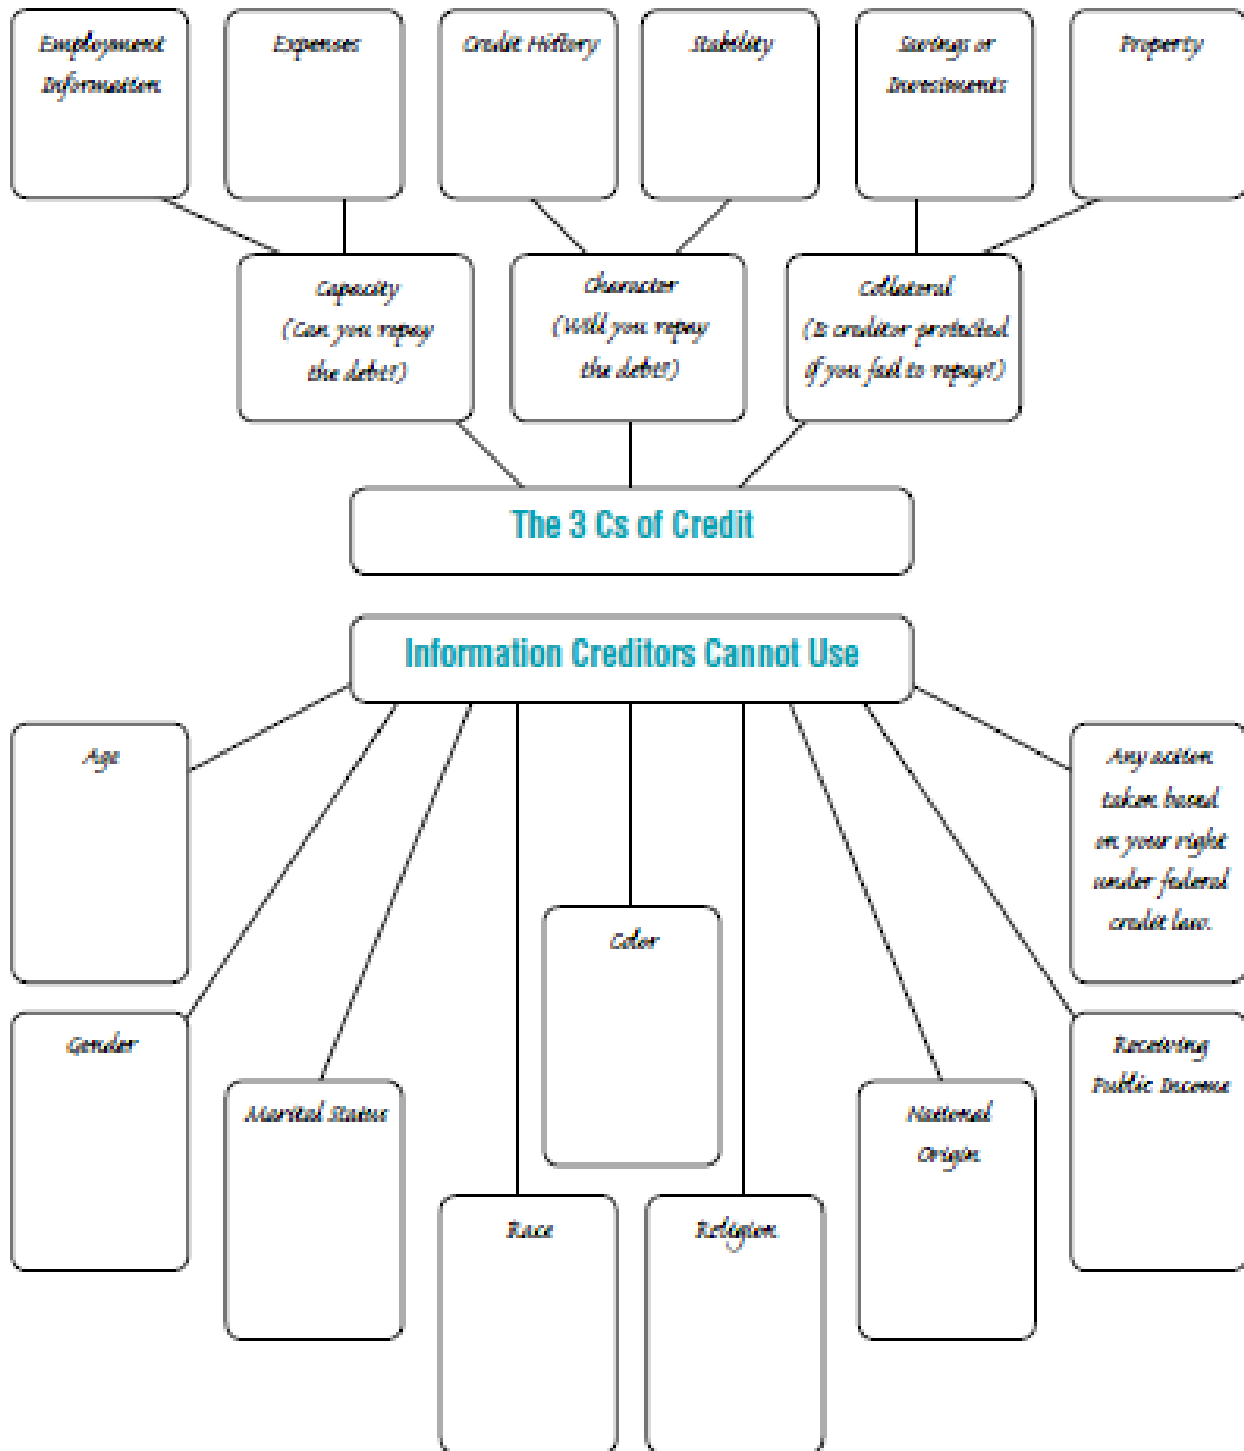 Employment
Information
Expenses
Credit History
Stability
Savings or
Investments
Property
Capacity
(Can you repay
the debt?)
Character
(Will you repay
the debt?)
Collateral
(Is creditor protected
if you fail to repay?)
The 3 Cs of Credit
Information Creditors Cannot Use
Age
Any action
taken based
on your right
under federal
credit law.
Color
Gender
Receiving
Public Income
Marital Status
National
Origin
Race
Religion